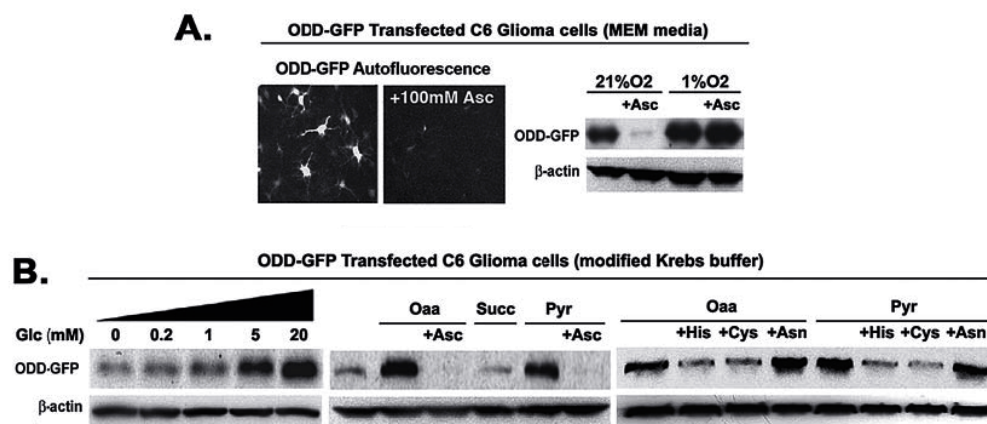 A.
ODD-GFP Transfected C6 Glioma cells (MEM media)
ODD-GFP Autofluorescence
+100mM Asc
21%O2 1%O2
+Asc +Asc
ODD-GFP
β-actin
B.
ODD-GFP Transfected C6 Glioma cells (modified Krebs buffer)
Oaa Succ Pyr Oaa Pyr
Glc (mM) 0 0.2 1 5 20 +Asc +Asc +His +Cys +Asn +His +Cys +Asn
ODD-GFP
β-actin